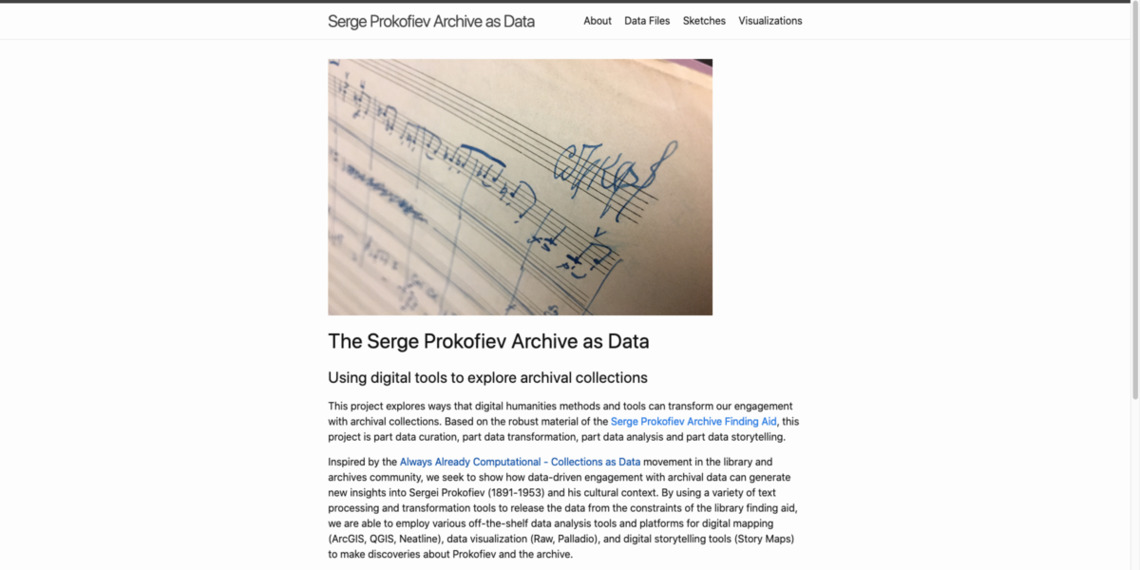 Serge Prokofiev Archive as Data
About Data Files Sketches Visualizations
The Serge Prokofiev Archive as Data
Using digital tools to explore archival collections
This project explores ways that digital humanities methods and tools can transform our engagement
with archival collections. Based on the robust material of the Serge Prokofiev Archive Finding Aid, this
project is part data curation, part data transformation, part data analysis and part data storytelling.
Inspired by the Always Already Computational - Collections as Data movement in the library and
archives community, we seek to show how data-driven engagement with archival data can generate
new insights into Sergei Prokofiev (1891-1953) and his cultural context. By using a variety of text
processing and transformation tools to release the data from the constraints of the library finding aid,
we are able to employ various off-the-shelf data analysis tools and platforms for digital mapping
(ArcGIS, QGIS, Neatline), data visualization (Raw, Palladio), and digital storytelling tools (Story Maps)
to make discoveries about Prokofiev and the archive.